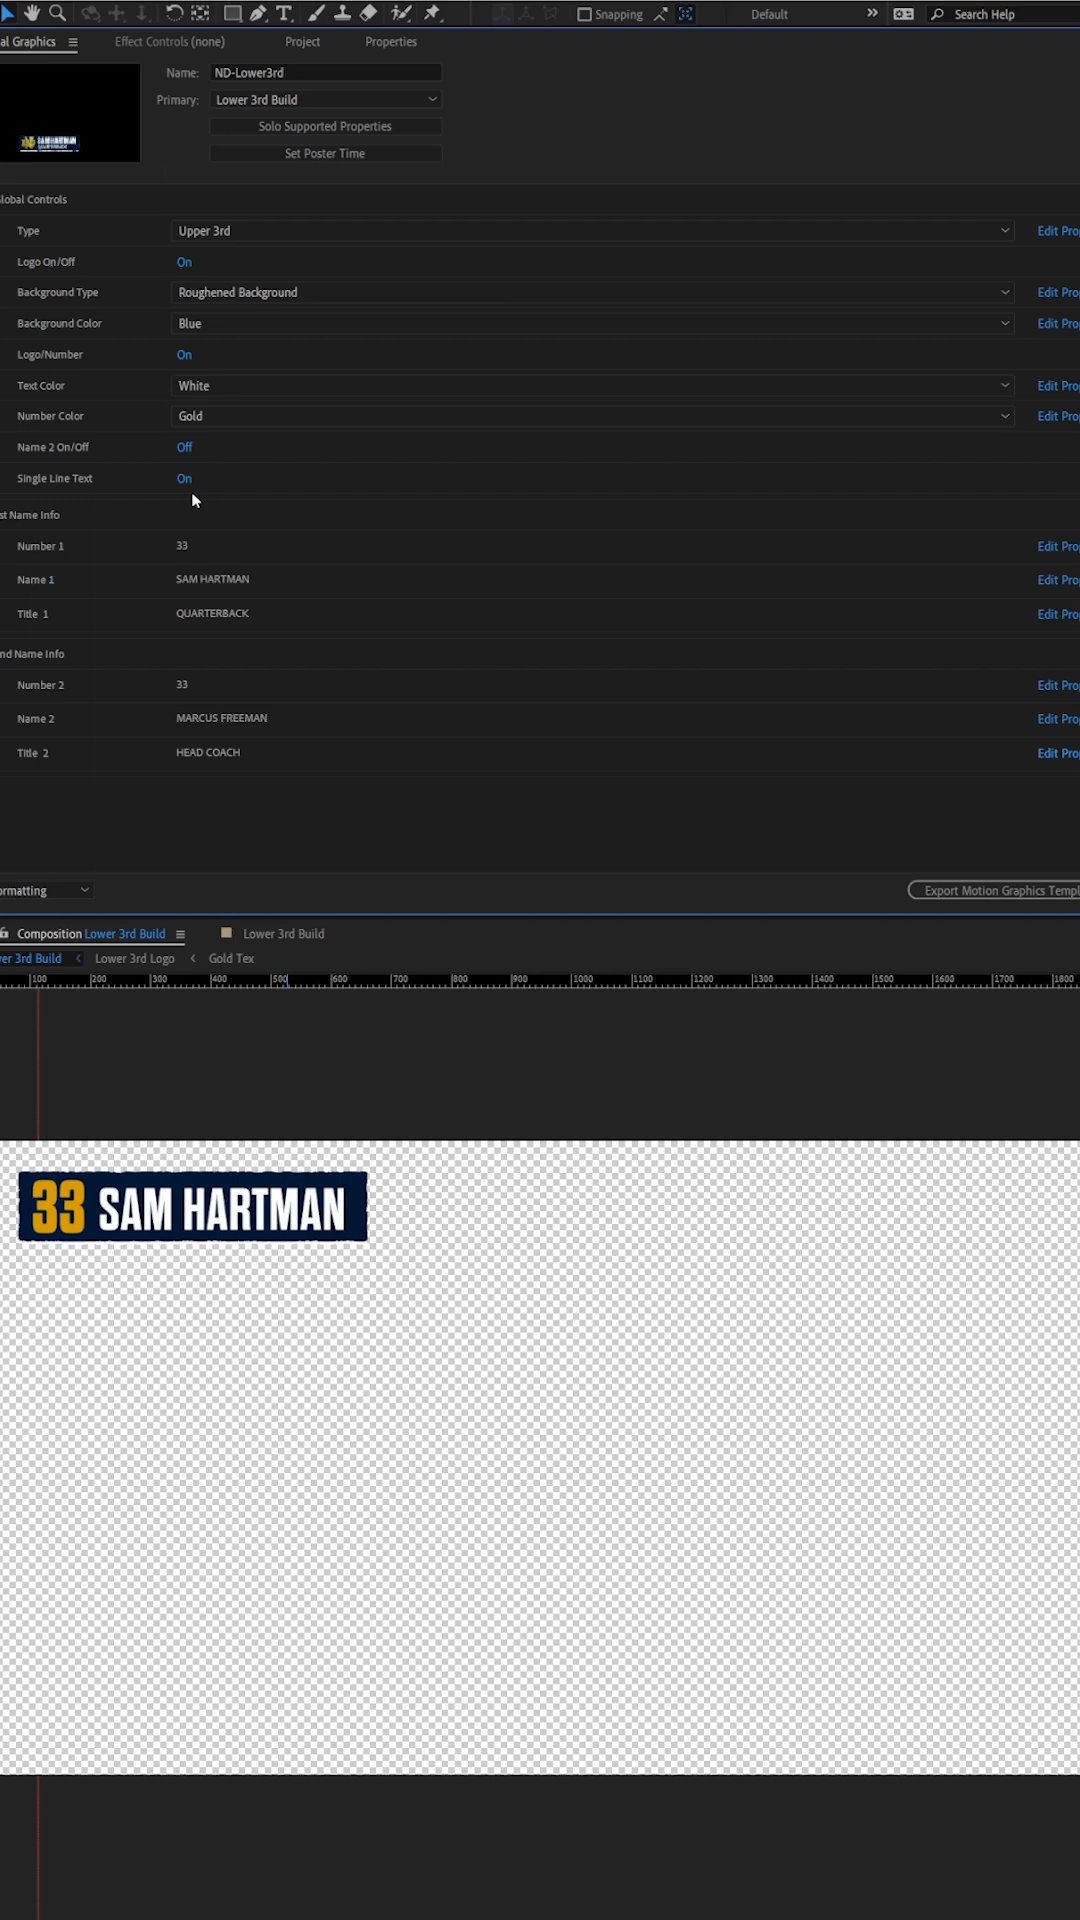 Snapping Default Search Help
al Graphics Effect Controls (none) Project Properties
Name: ND-Lower3rd
Primary: Lower 3rd Build
Solo Supported Properties
Set Poster Time
SAM HARTMAN
lobal Controls
Type Upper 3rd Edit Pro
Logo On/Off On
Background Type Roughened Background Edit Pro
Background Color Blue Edit Pro
Logo/Number On
Text Color White Edit Pro
Number Color Gold Edit Pro
Name 2 On/Off Off
Single Line Text On
st Name Info
Number 1 33 Edit Pro
Name 1 SAM HARTMAN Edit Pro
Title 1 QUARTERBACK Edit Pro
nd Name Info
Number 2 33 Edit Pro
Name 2 MARCUS FREEMAN Edit Pro
Title 2 HEAD COACH Edit Pro
ormatting Export Motion Graphics Templ
Composition Lower 3rd Build Lower 3rd Build
er 3rd Build Lower 3rd Logo Gold Tex
100 200 300 400 500 600 700 800 900 1000 1100 1200 1300 1400 1500 1600 1700 1800
33 SAM HARTMAN